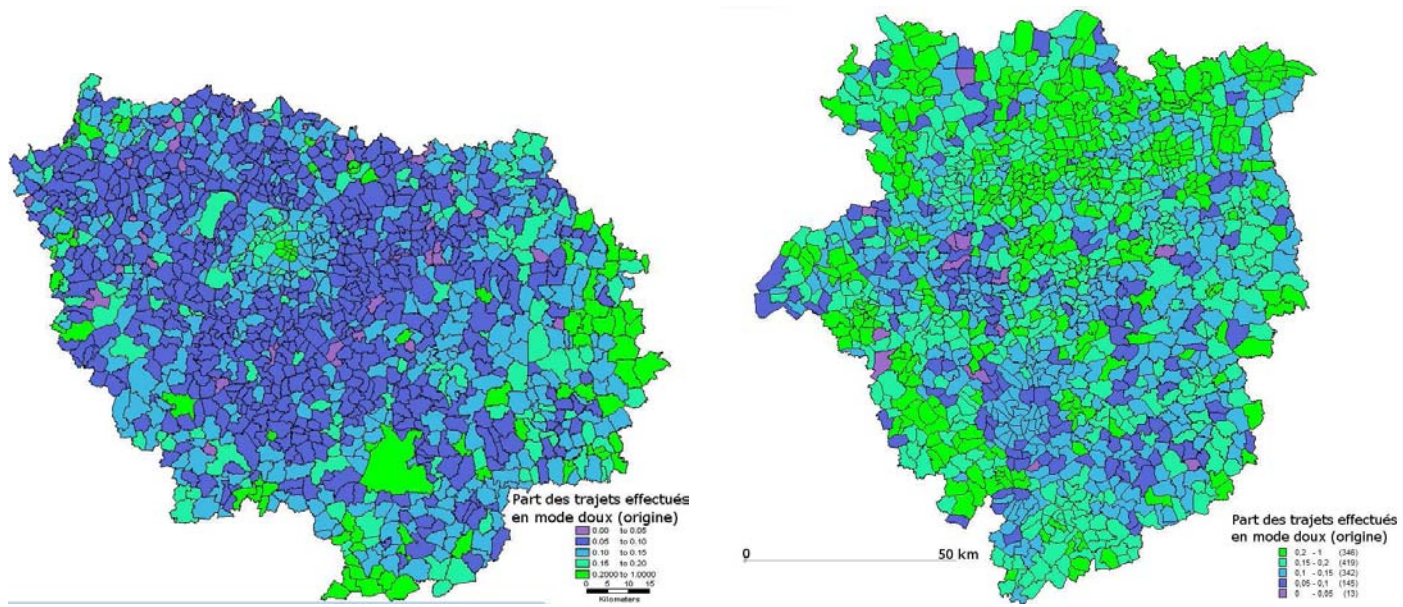 Part des trajets effectués
en mode doux (origine)
0.00 to 0.05
0.05 to 0.10
0.10 to 0.15
0.15 to 0.20
0.2000 to 1.0000
0 5 10 15
Kilometers
0 50 km
Part des trajets effectués
en mode doux (origine)
0,2 - 1 (346)
0,15 - 0,2 (419)
0,1 - 0,15 (342)
0,05 - 0,1 (145)
0 - 0,05 (13)